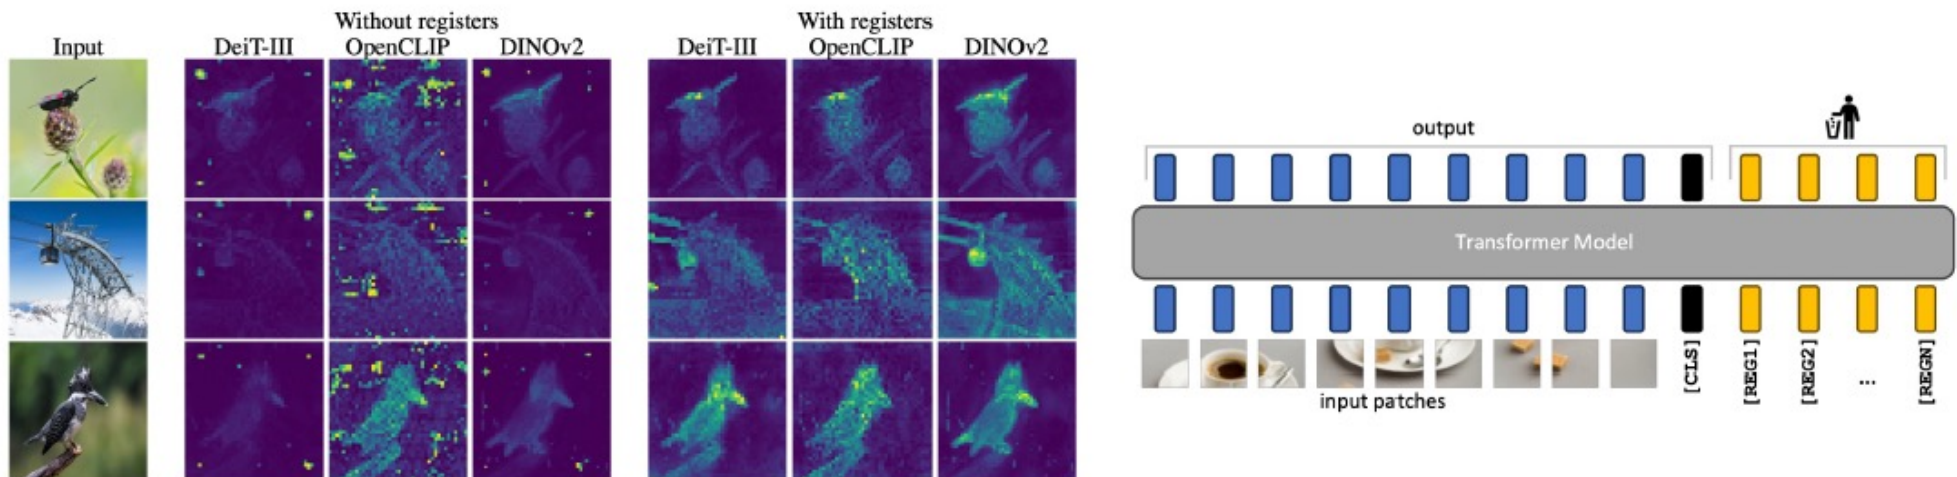 Without registers
With registers
Input
DeiT-III
OpenCLIP
DINOv2
DeiT-III
OpenCLIP
DINOv2
output
Transformer Model
input patches
[CLS]
[REG1]
[REG2]
...
[REGN]